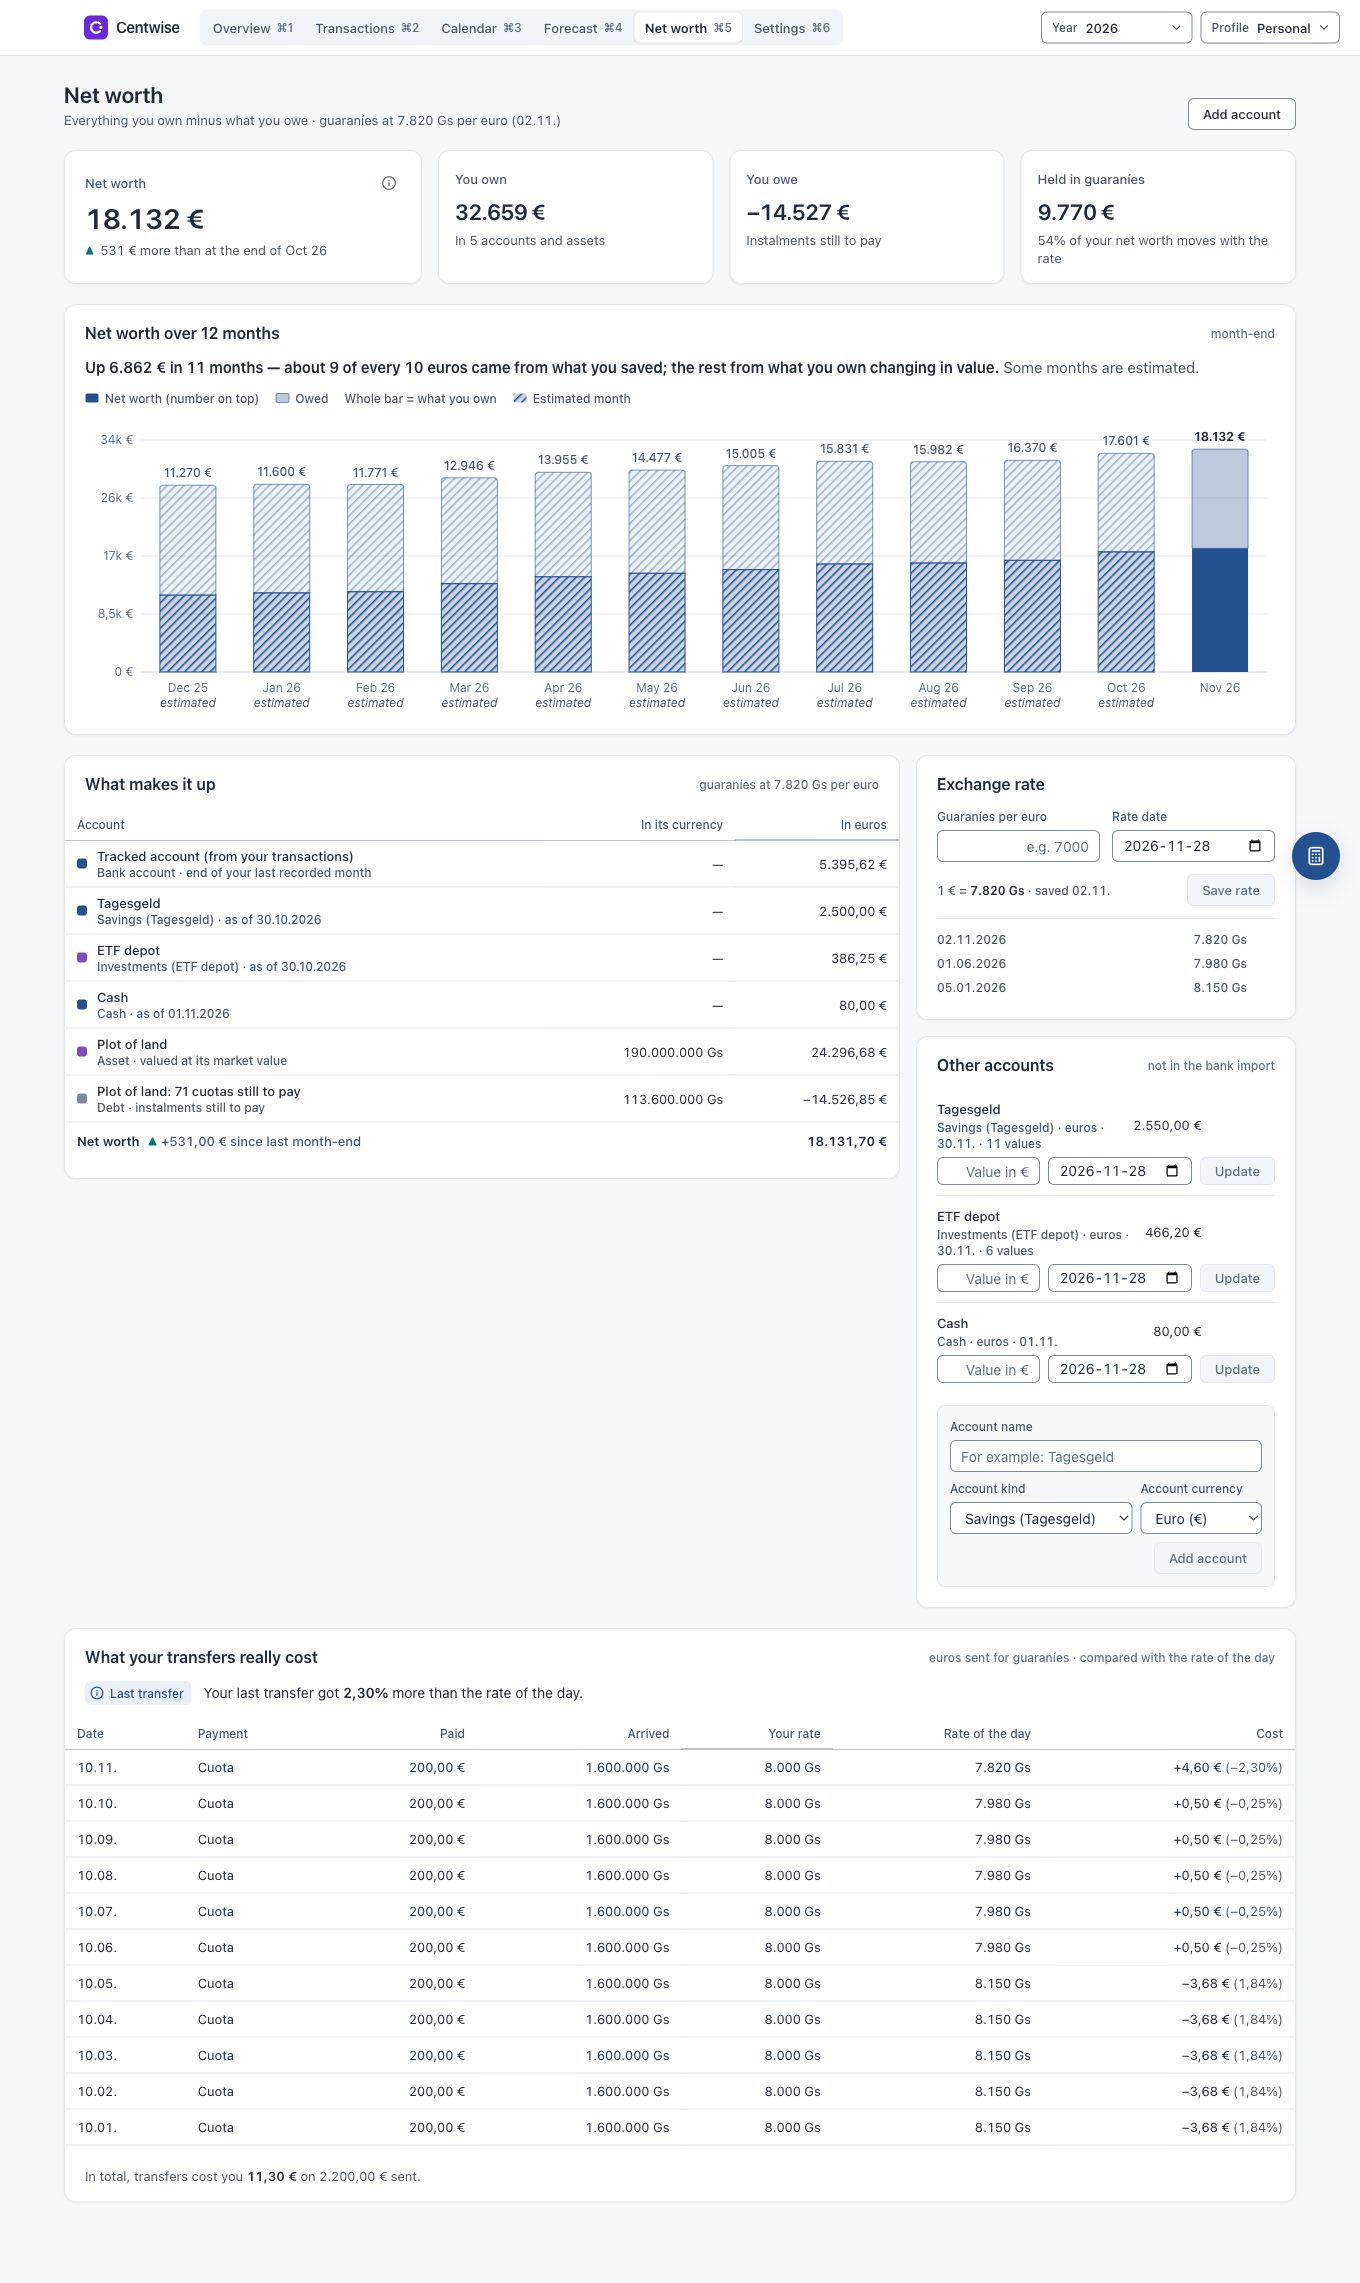 Centwise
Overview ⌘1 Transactions ⌘2 Calendar ⌘3 Forecast ⌘4 Net worth ⌘5 Settings ⌘6
Year 2026 Profile Personal
Net worth
Everything you own minus what you owe · guaraníes at 7.820 Gs per euro (02.11.)
Add account
Net worth
18.132 €
▲ 531 € more than at the end of Oct 26
You own
32.659 €
In 5 accounts and assets
You owe
−14.527 €
Instalments still to pay
Held in guaraníes
9.770 €
54% of your net worth moves with the
rate
Net worth over 12 months
month-end
Up 6.862 € in 11 months — about 9 of every 10 euros came from what you saved; the rest from what you own changing in value. Some months are estimated.
Net worth (number on top) Owed Whole bar = what you own Estimated month
34k €
26k €
17k €
8,5k €
0 €
11.270 € 11.600 € 11.771 € 12.946 € 13.955 € 14.477 € 15.005 € 15.831 € 15.982 € 16.370 € 17.601 € 18.132 €
Dec 25 Jan 26 Feb 26 Mar 26 Apr 26 May 26 Jun 26 Jul 26 Aug 26 Sep 26 Oct 26 Nov 26
estimated estimated estimated estimated estimated estimated estimated estimated estimated estimated estimated
What makes it up
guaraníes at 7.820 Gs per euro
Account In its currency In euros
Tracked account (from your transactions) — 5.395,62 €
Bank account · end of your last recorded month
Tagesgeld — 2.500,00 €
Savings (Tagesgeld) · as of 30.10.2026
ETF depot — 386,25 €
Investments (ETF depot) · as of 30.10.2026
Cash — 80,00 €
Cash · as of 01.11.2026
Plot of land 190.000.000 Gs 24.296,68 €
Asset · valued at its market value
Plot of land: 71 cuotas still to pay 113.600.000 Gs −14.526,85 €
Debt · instalments still to pay
Net worth ▲ +531,00 € since last month-end 18.131,70 €
Exchange rate
Guaraníes per euro Rate date
e.g. 7000 2026-11-28
1 € = 7.820 Gs · saved 02.11. Save rate
02.11.2026 7.820 Gs
01.06.2026 7.980 Gs
05.01.2026 8.150 Gs
Other accounts
not in the bank import
Tagesgeld
Savings (Tagesgeld) · euros · 2.550,00 €
30.11. · 11 values
Value in € 2026-11-28 Update
ETF depot
Investments (ETF depot) · euros · 466,20 €
30.11. · 6 values
Value in € 2026-11-28 Update
Cash 80,00 €
Cash · euros · 01.11.
Value in € 2026-11-28 Update
Account name
For example: Tagesgeld
Account kind Account currency
Savings (Tagesgeld) Euro (€)
Add account
What your transfers really cost
euros sent for guaraníes · compared with the rate of the day
Last transfer Your last transfer got 2,30% more than the rate of the day.
Date Payment Paid Arrived Your rate Rate of the day Cost
10.11. Cuota 200,00 € 1.600.000 Gs 8.000 Gs 7.820 Gs +4,60 € (−2,30%)
10.10. Cuota 200,00 € 1.600.000 Gs 8.000 Gs 7.980 Gs +0,50 € (−0,25%)
10.09. Cuota 200,00 € 1.600.000 Gs 8.000 Gs 7.980 Gs +0,50 € (−0,25%)
10.08. Cuota 200,00 € 1.600.000 Gs 8.000 Gs 7.980 Gs +0,50 € (−0,25%)
10.07. Cuota 200,00 € 1.600.000 Gs 8.000 Gs 7.980 Gs +0,50 € (−0,25%)
10.06. Cuota 200,00 € 1.600.000 Gs 8.000 Gs 7.980 Gs +0,50 € (−0,25%)
10.05. Cuota 200,00 € 1.600.000 Gs 8.000 Gs 8.150 Gs −3,68 € (1,84%)
10.04. Cuota 200,00 € 1.600.000 Gs 8.000 Gs 8.150 Gs −3,68 € (1,84%)
10.03. Cuota 200,00 € 1.600.000 Gs 8.000 Gs 8.150 Gs −3,68 € (1,84%)
10.02. Cuota 200,00 € 1.600.000 Gs 8.000 Gs 8.150 Gs −3,68 € (1,84%)
10.01. Cuota 200,00 € 1.600.000 Gs 8.000 Gs 8.150 Gs −3,68 € (1,84%)
In total, transfers cost you 11,30 € on 2.200,00 € sent.